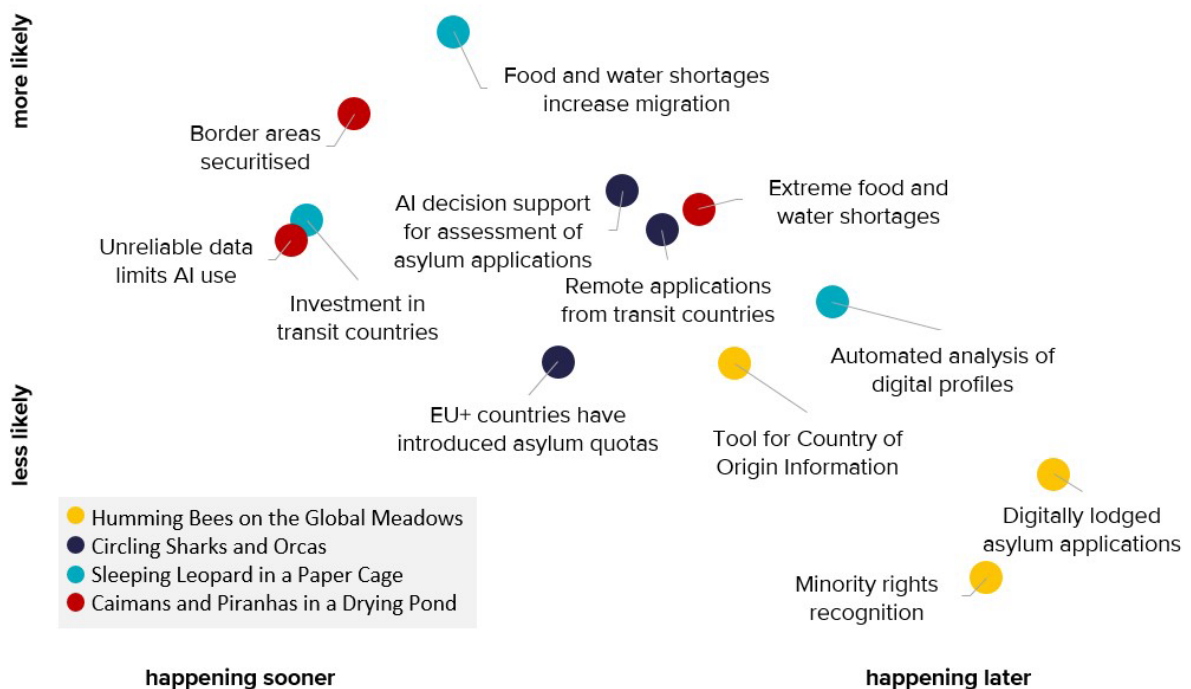 more likely
Food and water shortages
increase migration
Border areas
securitised
AI decision support
for assessment of
asylum applications
Extreme food and
water shortages
Unreliable data
limits AI use
Investment in
transit countries
Remote applications
from transit countries
Automated analysis of
digital profiles
less likely
EU+ countries have
introduced asylum quotas
Tool for Country of
Origin Information
Digitally lodged
asylum applications
Minority rights
recognition
Humming Bees on the Global Meadows
Circling Sharks and Orcas
Sleeping Leopard in a Paper Cage
Caimans and Piranhas in a Drying Pond
happening sooner
happening later